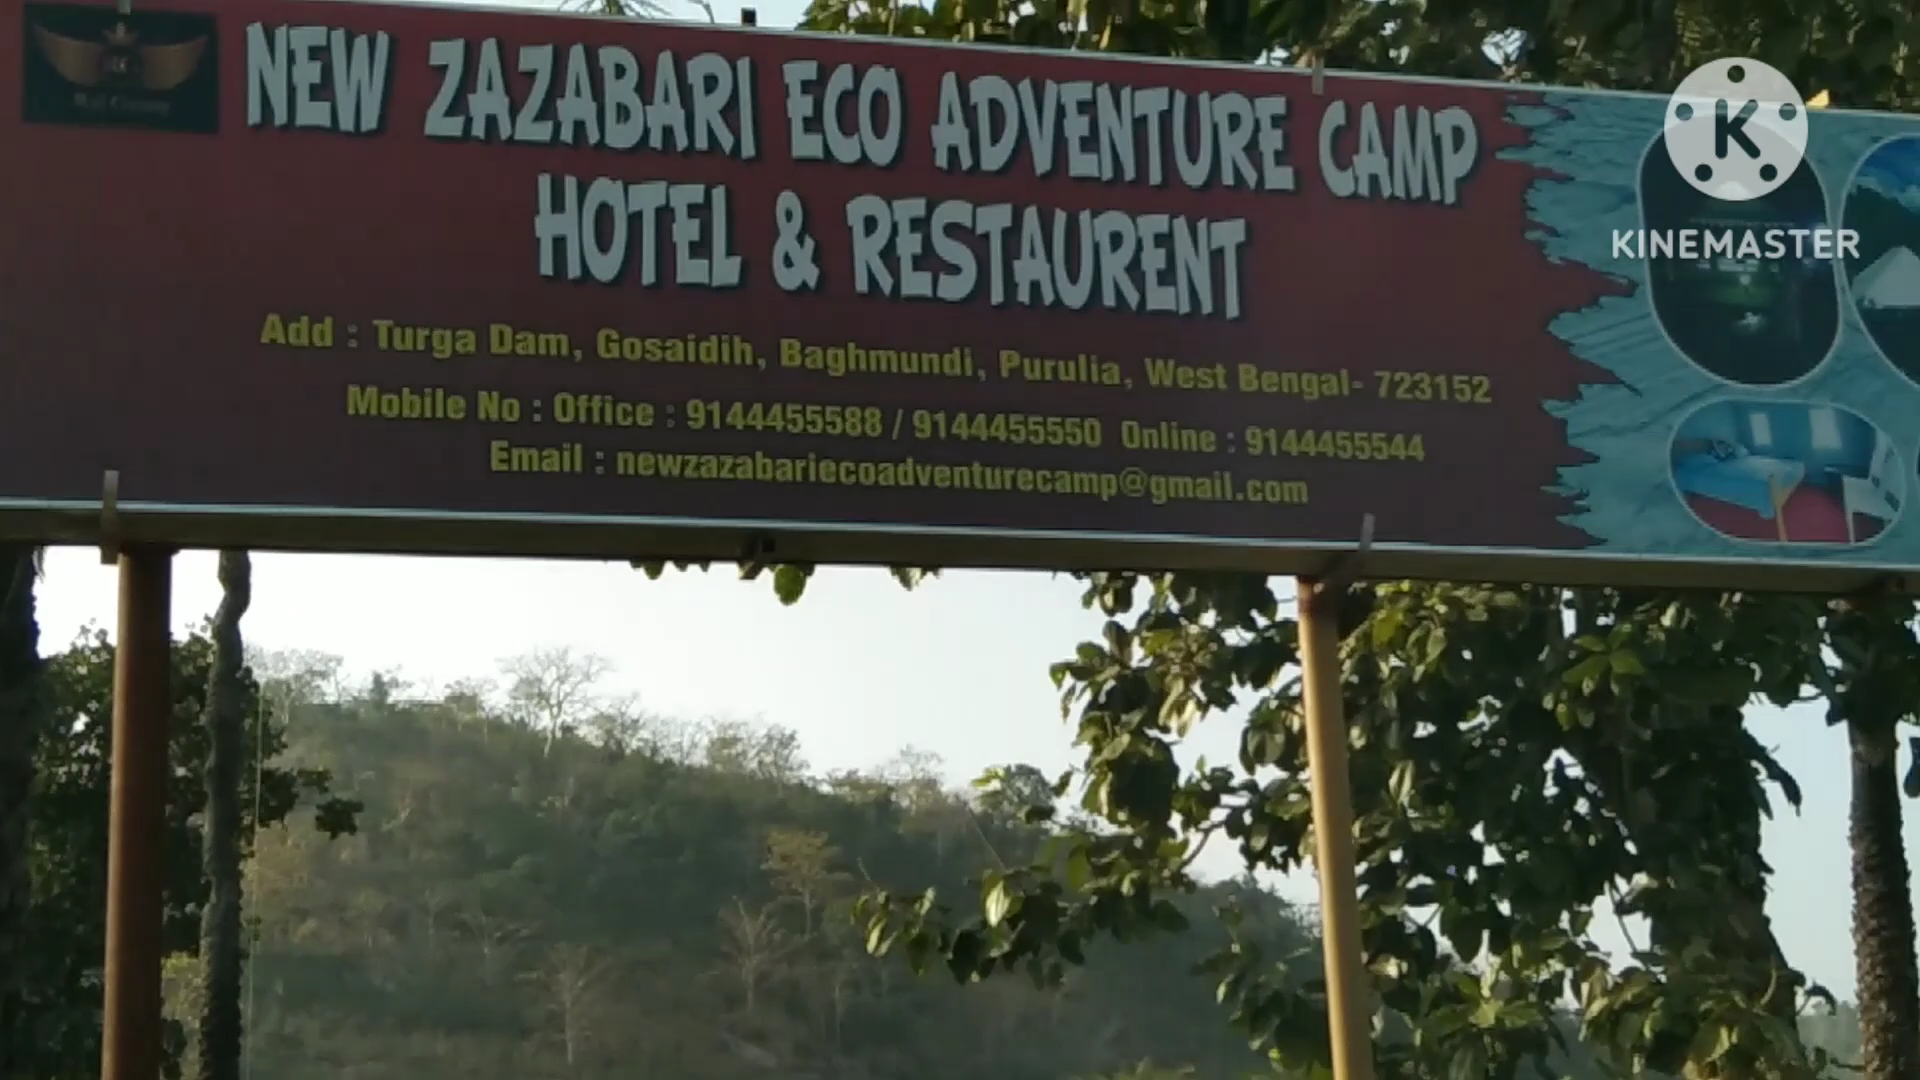 NEW ZAZABARI ECO ADVENTURE CAMP
HOTEL & RESTAURENT
Add : Turga Dam, Gosaidih, Baghmundi, Purulia, West Bengal- 723152
Mobile No : Office : 9144455588 / 9144455550 Online : 9144455544
Email : newzazabariecoadventurecamp@gmail.com
K
KINEMASTER